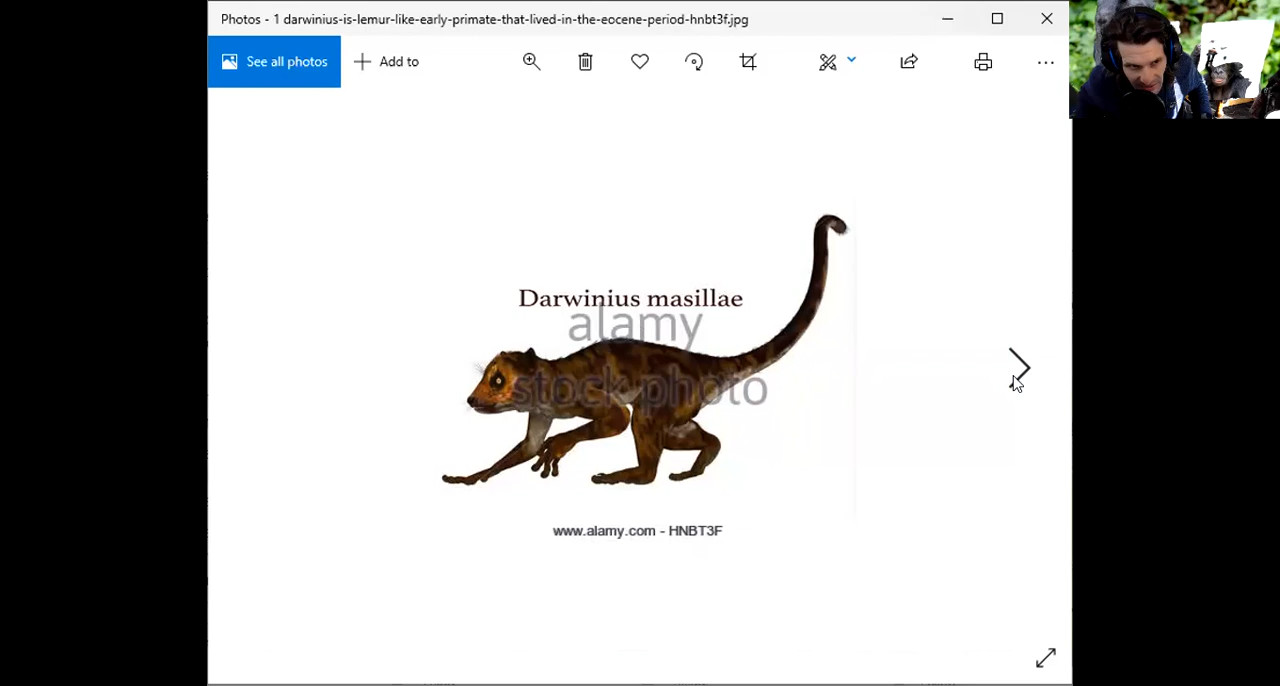 Photos - 1 darwinius-is-lemur-like-early-primate-that-lived-in-the-eocene-period-hnbt3f.jpg
See all photos
Add to
Darwinius masillae
alamy
stock photo
www.alamy.com - HNBT3F